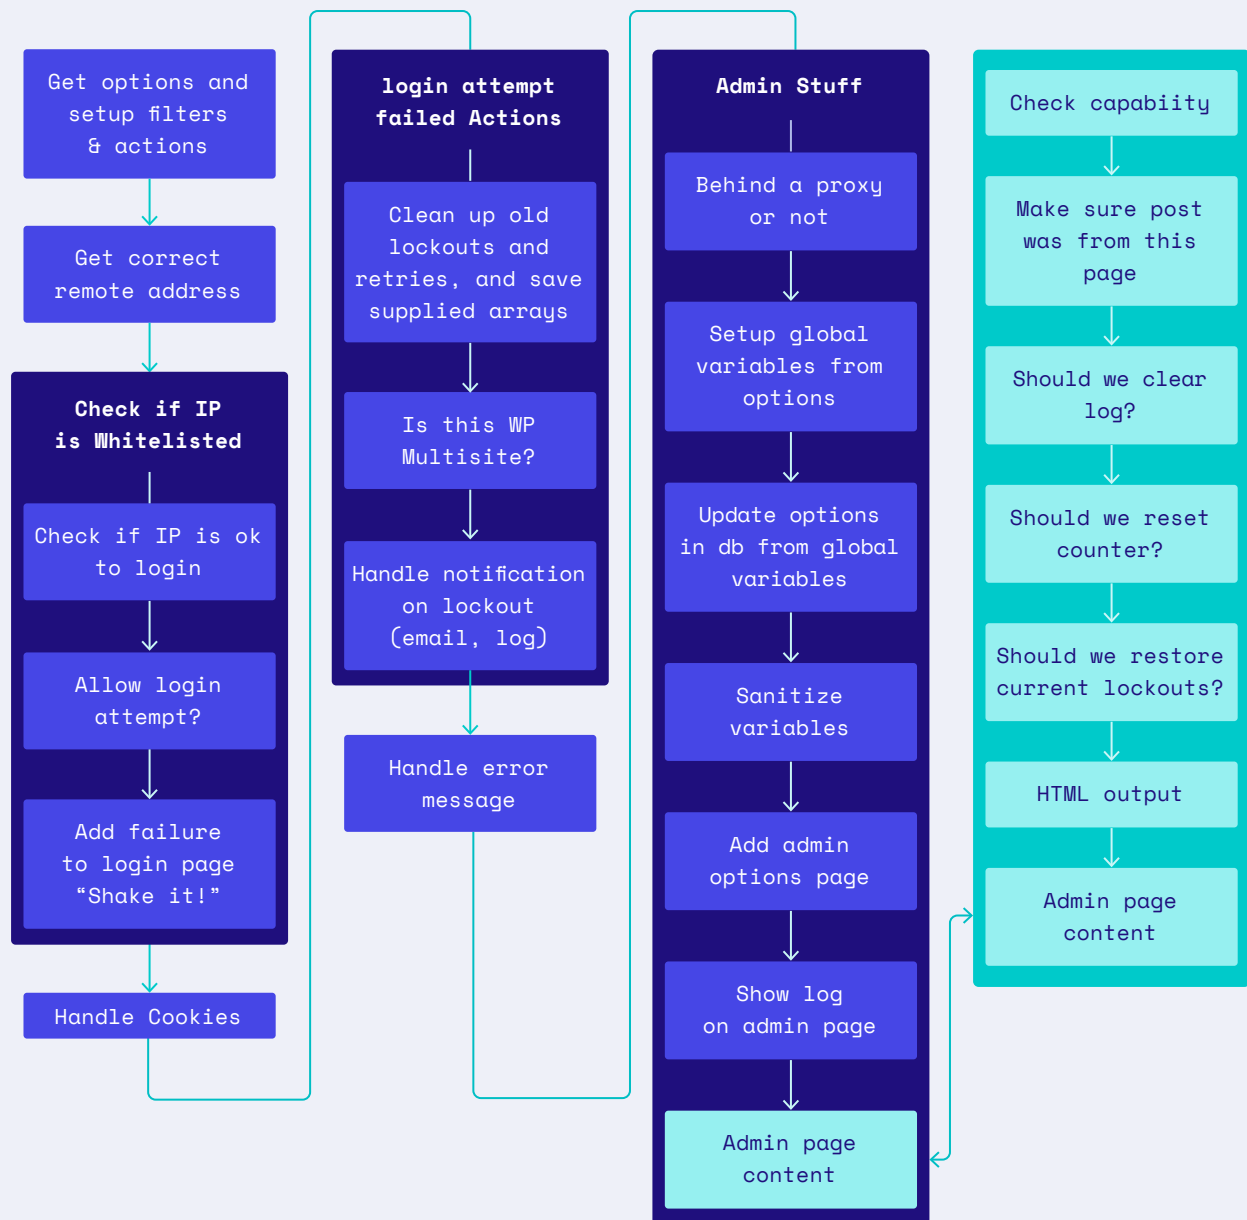 Get options and
setup filters
& actions
Get correct
remote address
Check if IP
is Whitelisted
Check if IP is ok
to login
Allow login
attempt?
Add failure
to login page
“Shake it!”
Handle Cookies
login attempt
failed Actions
Clean up old
lockouts and
retries, and save
supplied arrays
Is this WP
Multisite?
Handle notification
on lockout
(email, log)
Handle error
message
Admin Stuff
Behind a proxy
or not
Setup global
variables from
options
Update options
in db from global
variables
Sanitize
variables
Add admin
options page
Show log
on admin page
Admin page
content
Check capabiity
Make sure post
was from this
page
Should we clear
log?
Should we reset
counter?
Should we restore
current lockouts?
HTML output
Admin page
content